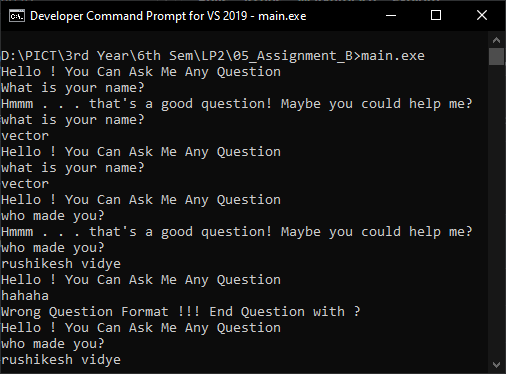 Developer Command Prompt for VS 2019 - main.exe
D:\PICT\3rd Year\6th Sem\LP2\05_Assignment_B>main.exe
Hello ! You Can Ask Me Any Question
What is your name?
Hmmm . . . that's a good question! Maybe you could help me?
what is your name?
vector
Hello ! You Can Ask Me Any Question
what is your name?
vector
Hello ! You Can Ask Me Any Question
who made you?
Hmmm . . . that's a good question! Maybe you could help me?
who made you?
rushikesh vidye
Hello ! You Can Ask Me Any Question
hahaha
Wrong Question Format !!! End Question with ?
Hello ! You Can Ask Me Any Question
who made you?
rushikesh vidye